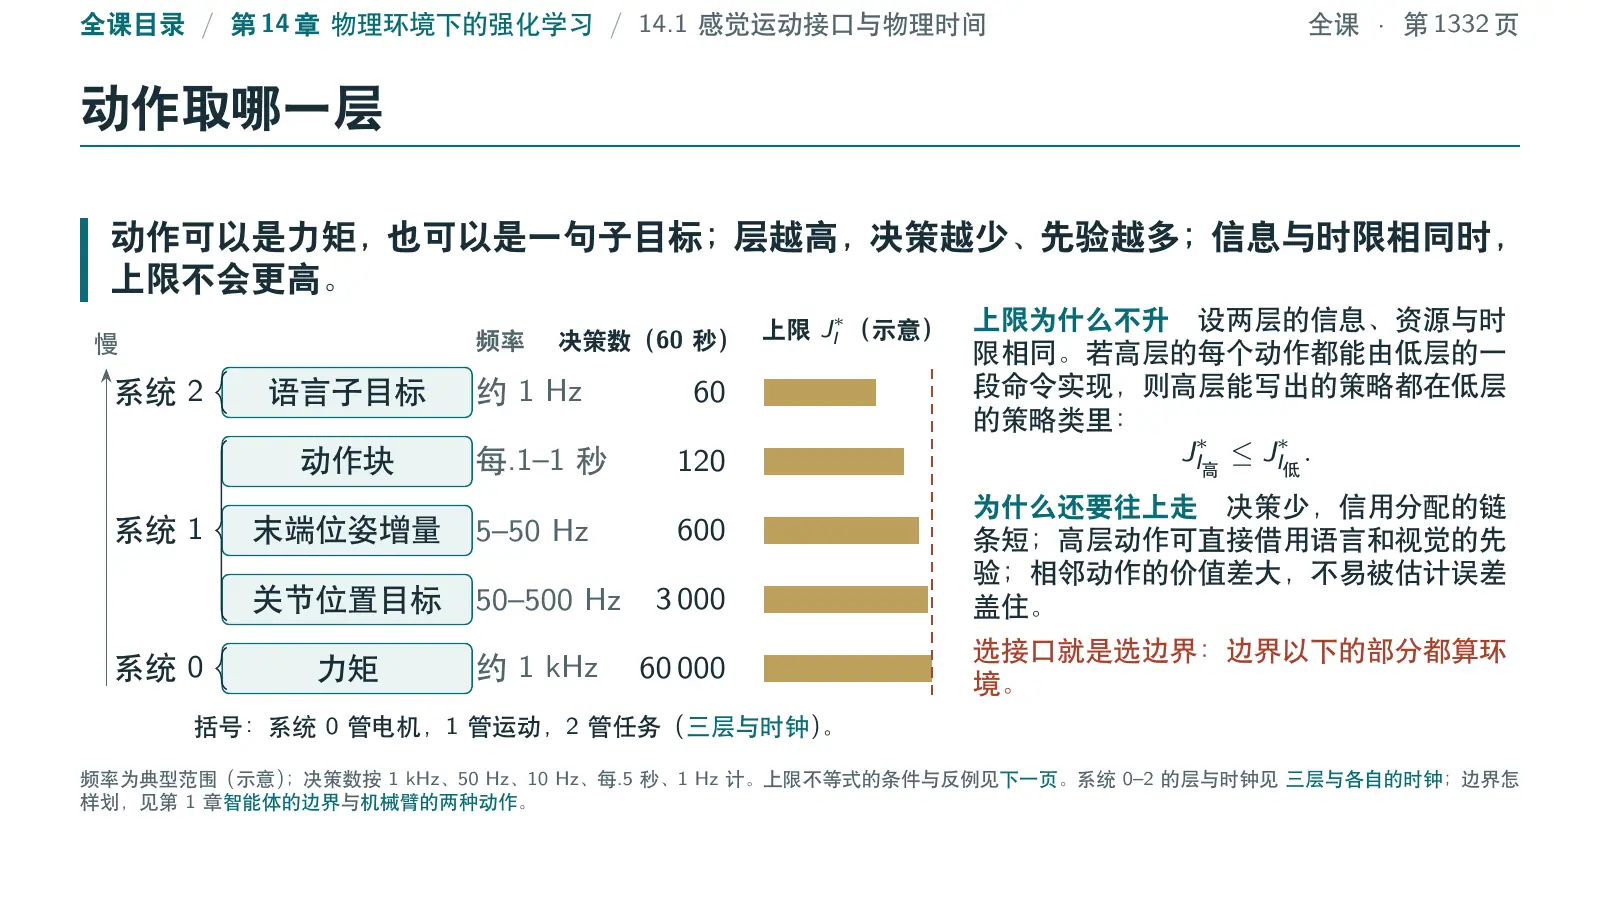 全课目录 / 第 14 章 物理环境下的强化学习 / 14.1 感觉运动接口与物理时间
全课 · 第 1332 页
动作取哪一层
动作可以是力矩，也可以是一句子目标；层越高，决策越少、先验越多；信息与时限相同时，
上限不会更高。
慢
频率 决策数（60 秒） 上限 J*_l（示意）
系统 2 语言子目标 约 1 Hz 60
动作块 每.1–1 秒 120
系统 1 末端位姿增量 5–50 Hz 600
关节位置目标 50–500 Hz 3 000
系统 0 力矩 约 1 kHz 60 000
括号：系统 0 管电机，1 管运动，2 管任务（三层与时钟）。
上限为什么不升 设两层的信息、资源与时
限相同。若高层的每个动作都能由低层的一
段命令实现，则高层能写出的策略都在低层
的策略类里：
J*_{l高} ≤ J*_{l低}.
为什么还要往上走 决策少，信用分配的链
条短；高层动作可直接借用语言和视觉的先
验；相邻动作的价值差大，不易被估计误差
盖住。
选接口就是选边界：边界以下的部分都算环
境。
频率为典型范围（示意）；决策数按 1 kHz、50 Hz、10 Hz、每.5 秒、1 Hz 计。上限不等式的条件与反例见下一页。系统 0–2 的层与时钟见 三层与各自的时钟；边界怎
样划，见第 1 章智能体的边界与机械臂的两种动作。